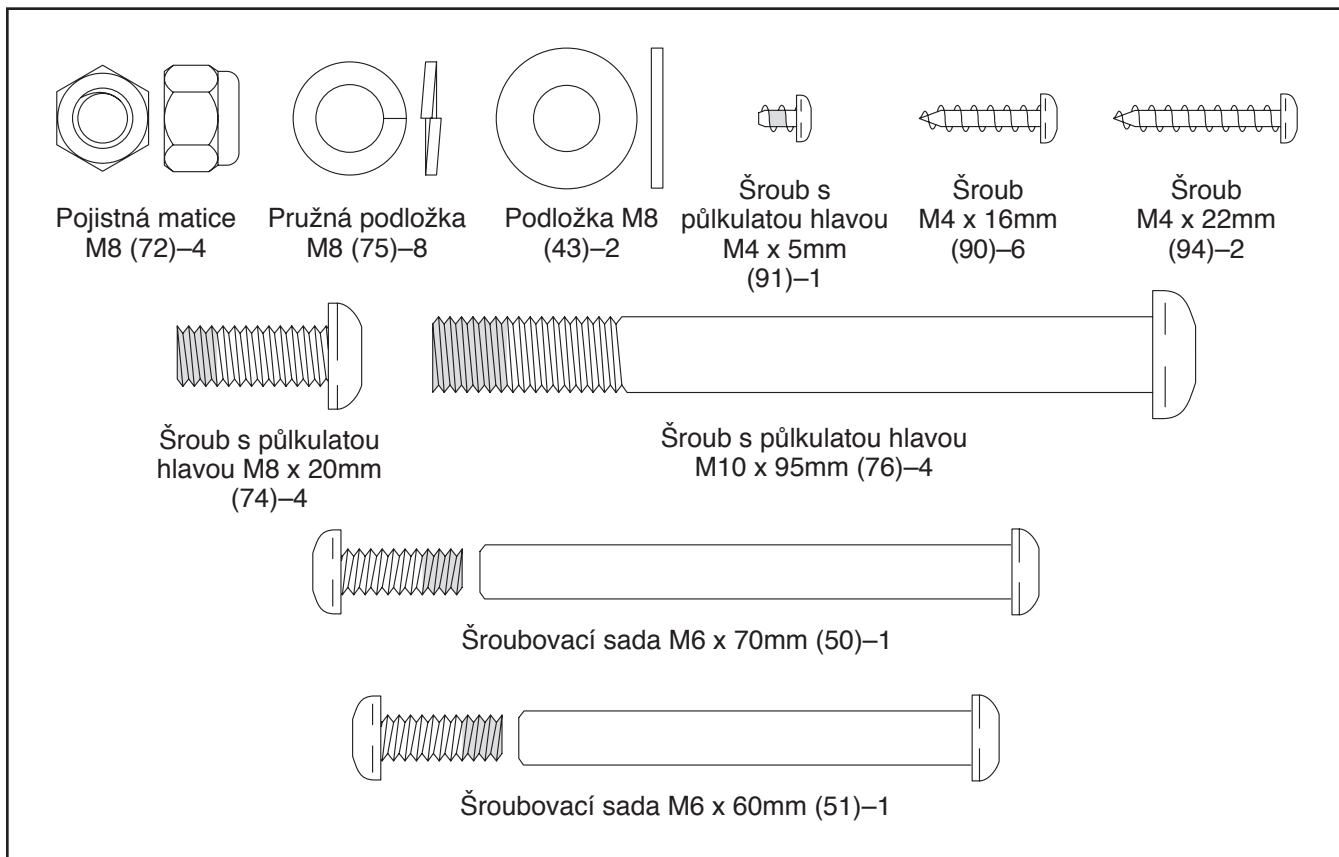 Pojistná matice
M8 (72)–4
Pružná podložka
M8 (75)–8
Podložka M8
(43)–2
Šroub s
půlkulatou hlavou
M4 x 5mm
(91)–1
Šroub
M4 x 16mm
(90)–6
Šroub
M4 x 22mm
(94)–2
Šroub s půlkulatou
hlavou M8 x 20mm
(74)–4
Šroub s půlkulatou hlavou
M10 x 95mm (76)–4
Šroubovací sada M6 x 70mm (50)–1
Šroubovací sada M6 x 60mm (51)–1